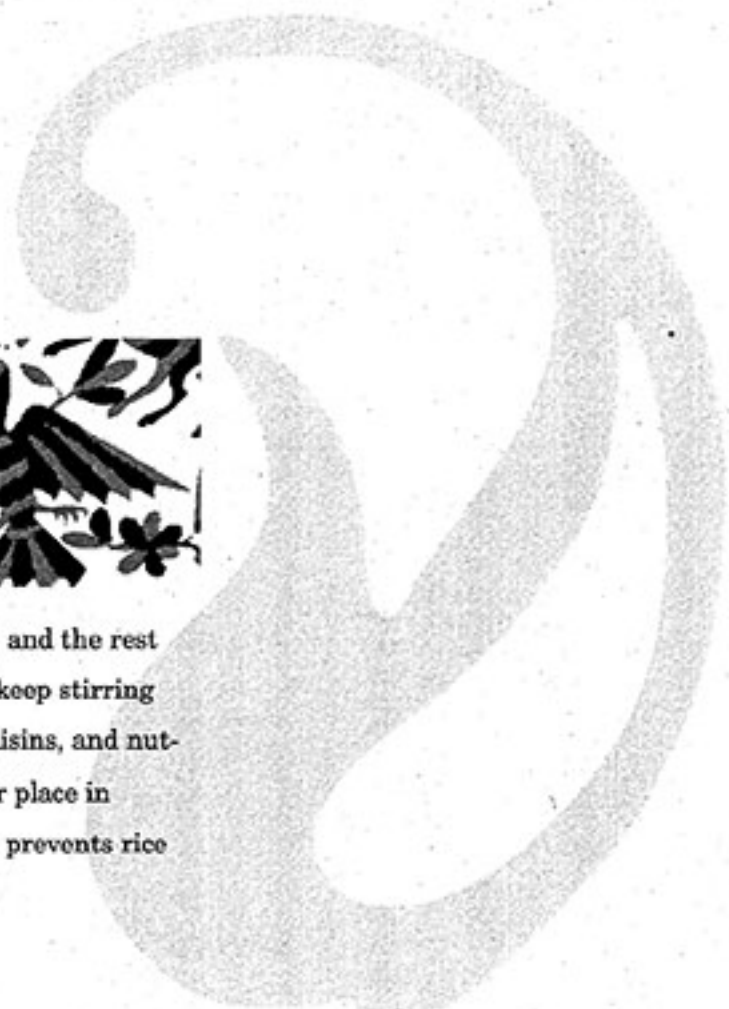 and the rest
keep stirring
isins, and nut-
r place in
prevents rice